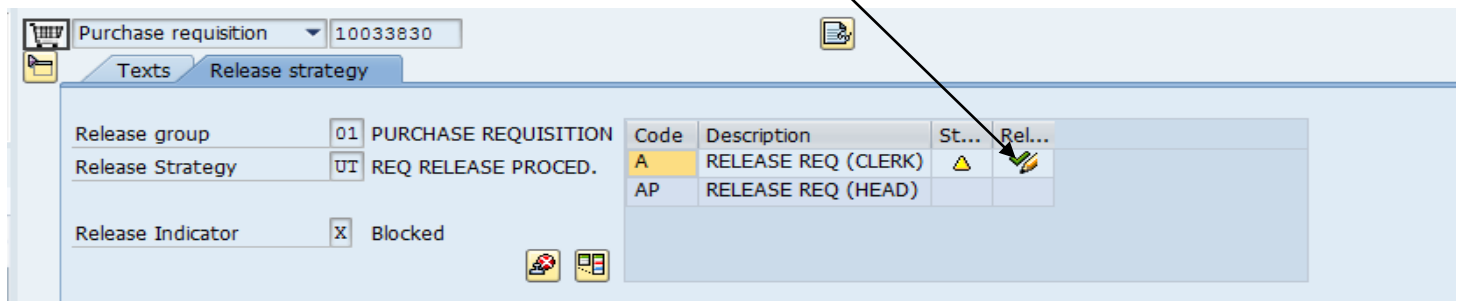 Purchase requisition 10033830
Texts Release strategy
Release group 01 PURCHASE REQUISITION
Release Strategy UT REQ RELEASE PROCED.
Release Indicator X Blocked
Code Description St... Rel...
A RELEASE REQ (CLERK)
AP RELEASE REQ (HEAD)